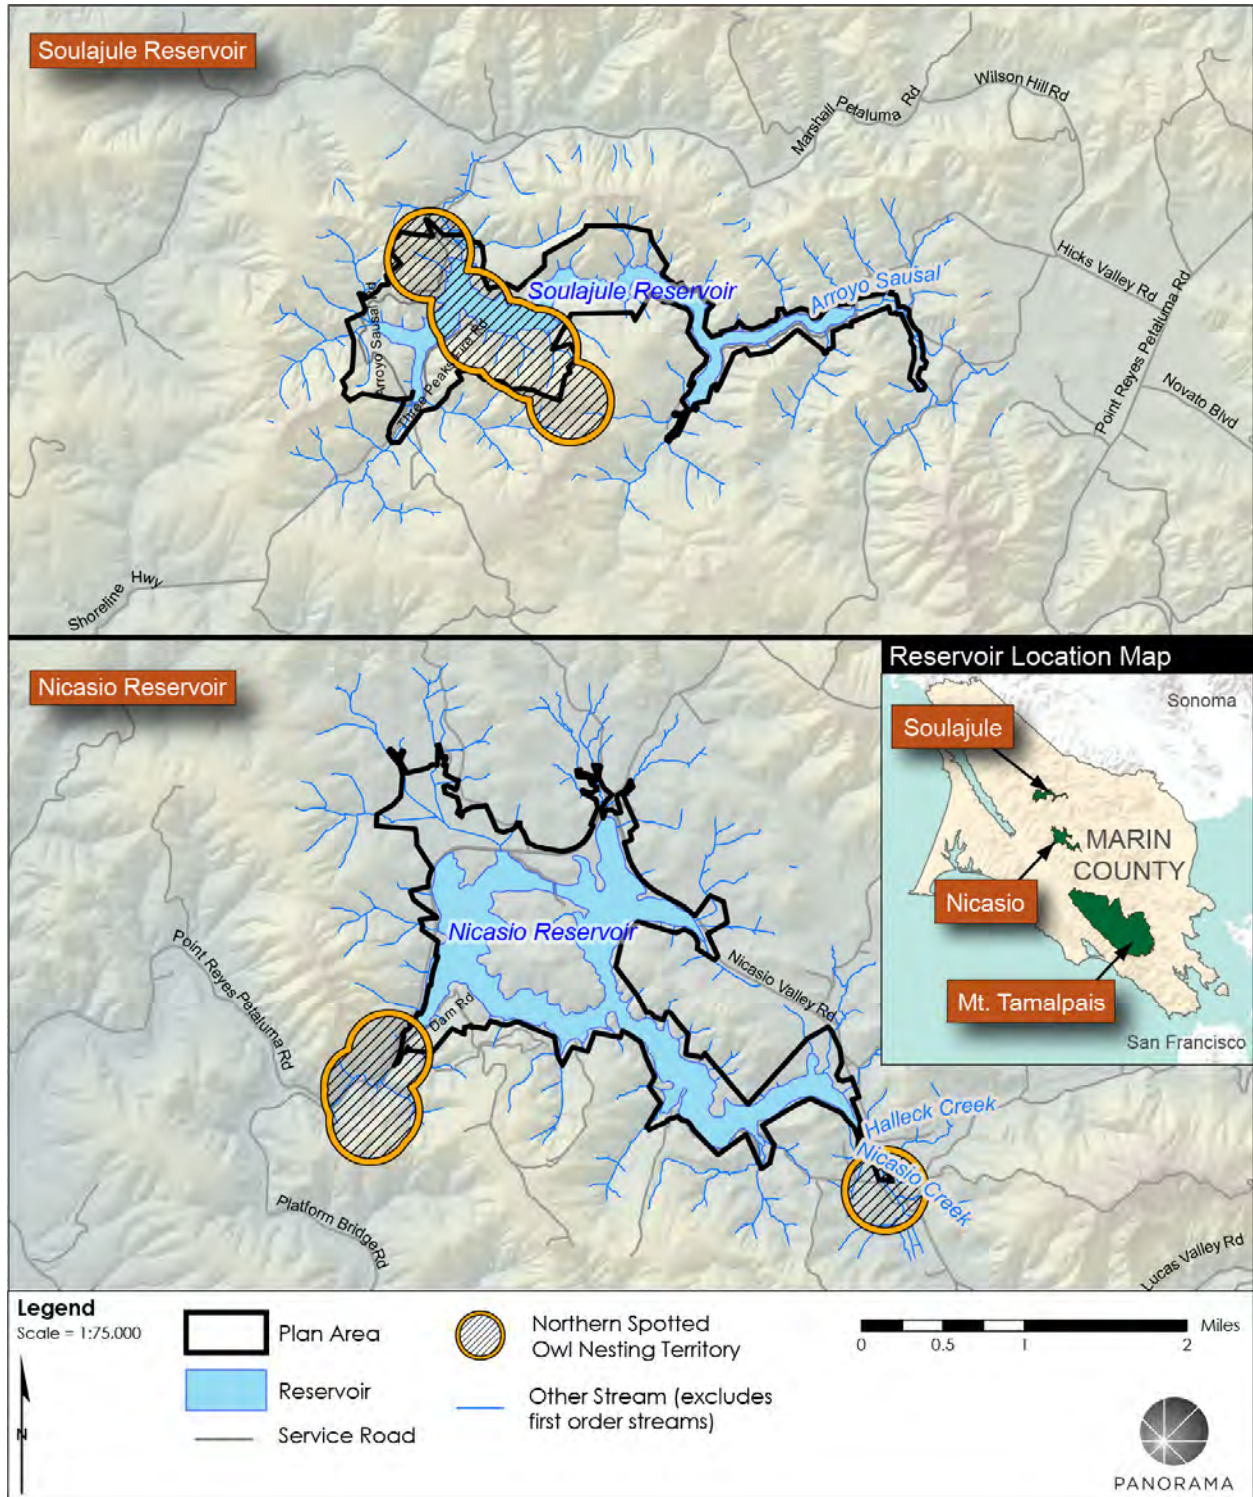 Soulajule Reservoir
Wilson Hill Rd
Marshall Petaluma Rd
Hicks Valley Rd
Arroyo Sausal
Soulajule Reservoir
Arroyo Sausal Rd
Three Peaks Fire Rd
Point Reyes Petaluma Rd
Novato Blvd
Shoreline Hwy
Nicasio Reservoir
Reservoir Location Map
Sonoma
Soulajule
MARIN
COUNTY
Nicasio
Mt. Tamalpais
San Francisco
Nicasio Reservoir
Point Reyes Petaluma Rd
Nicasio Valley Rd
Dam Rd
Halleck Creek
Nicasio Creek
Platform Bridge Rd
Lucas Valley Rd
Legend
Scale = 1:75,000
N
Plan Area
Reservoir
Service Road
Northern Spotted
Owl Nesting Territory
Other Stream (excludes
first order streams)
Miles
0 0.5 1 2
PANORAMA